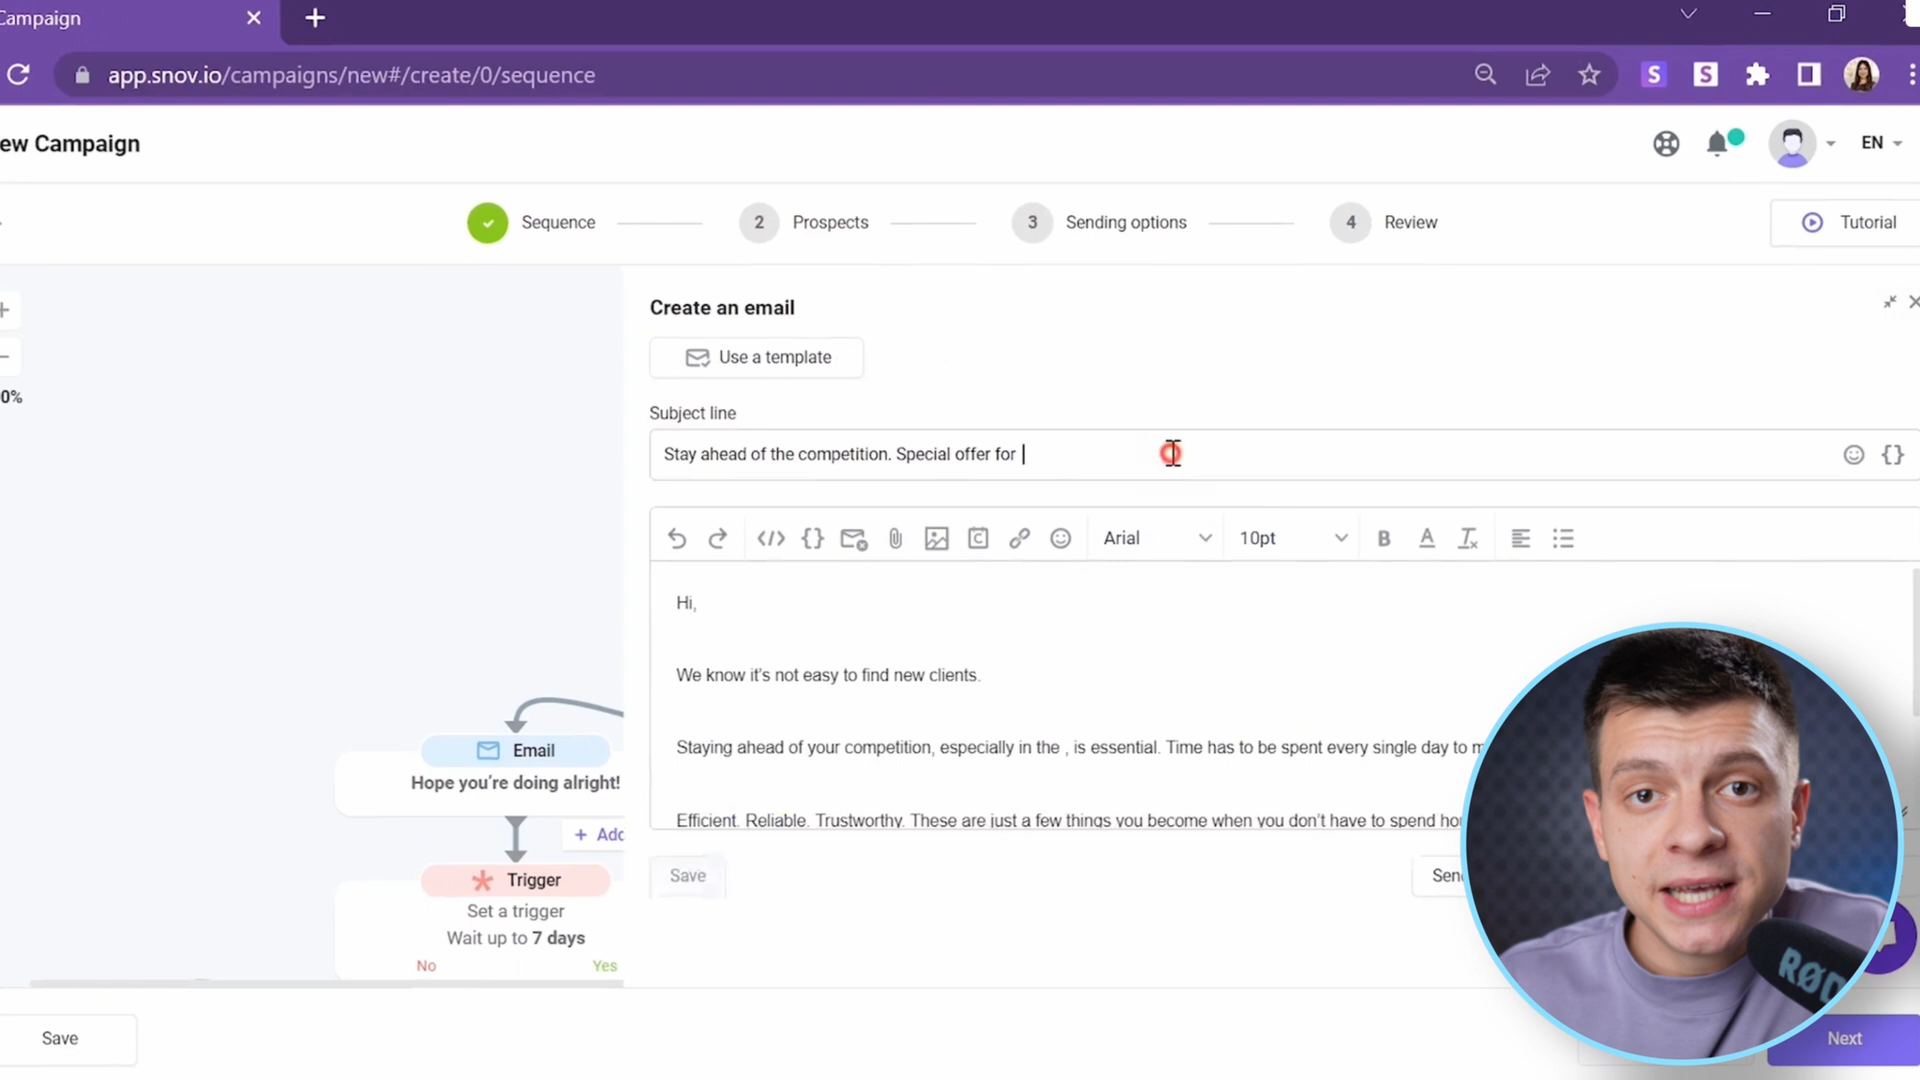 Campaign
app.snov.io/campaigns/new#/create/0/sequence
S
S
ew Campaign
EN
Sequence
2 Prospects
3 Sending options
4 Review
Tutorial
0%
Create an email
Use a template
Subject line
Stay ahead of the competition. Special offer for
Arial
10pt
B
A
Hi,
We know it's not easy to find new clients.
Staying ahead of your competition, especially in the , is essential. Time has to be spent every single day to m
Efficient. Reliable. Trustworthy. These are just a few things you become when you don't have to spend ho
Email
Hope you're doing alright!
+ Add
Trigger
Set a trigger
Wait up to 7 days
No
Yes
Save
Sen
RØD
Save
Next